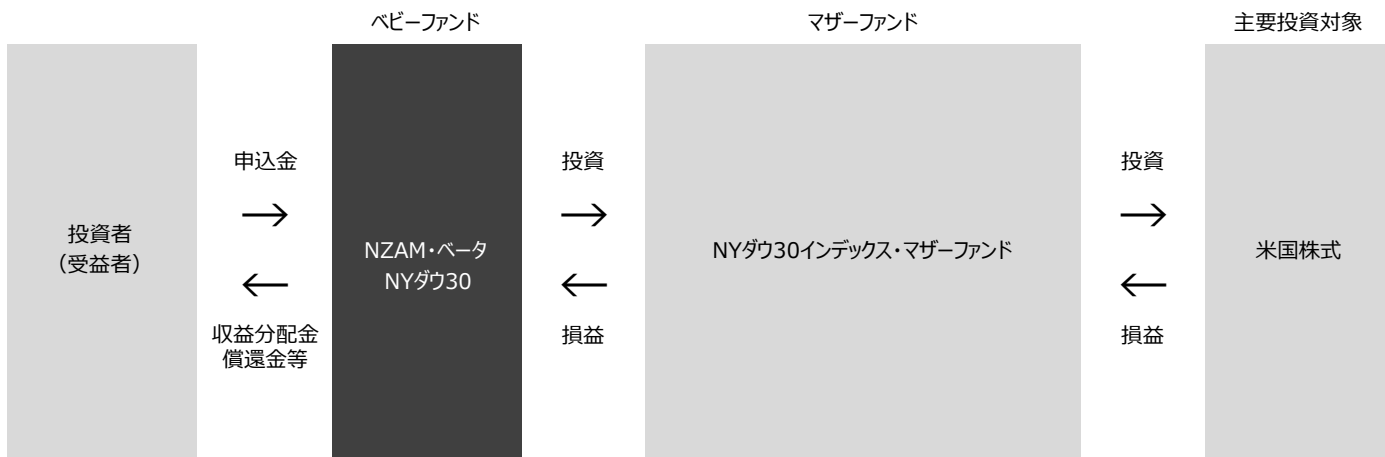 ベビーファンド
マザーファンド
主要投資対象
投資者
（受益者）
申込金
→
←
収益分配金
償還金等
NZAM・ベータ
NYダウ30
投資
→
←
損益
NYダウ30インデックス・マザーファンド
投資
→
←
損益
米国株式